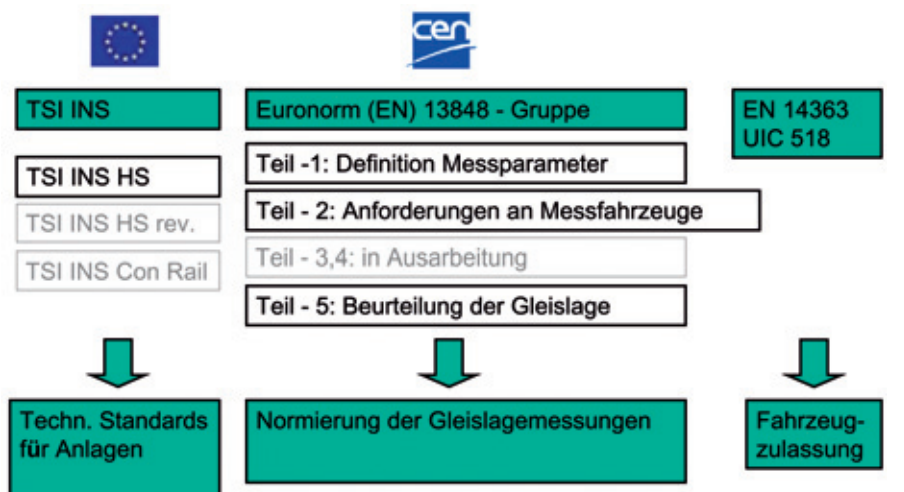 cen
TSI INS
TSI INS HS
TSI INS HS rev.
TSI INS Con Rail
Techn. Standards
für Anlagen
Euronorm (EN) 13848 - Gruppe
Teil -1: Definition Messparameter
Teil - 2: Anforderungen an Messfahrzeuge
Teil - 3,4: in Ausarbeitung
Teil - 5: Beurteilung der Gleislage
Normierung der Gleislagemessungen
EN 14363
UIC 518
Fahrzeug-
zulassung